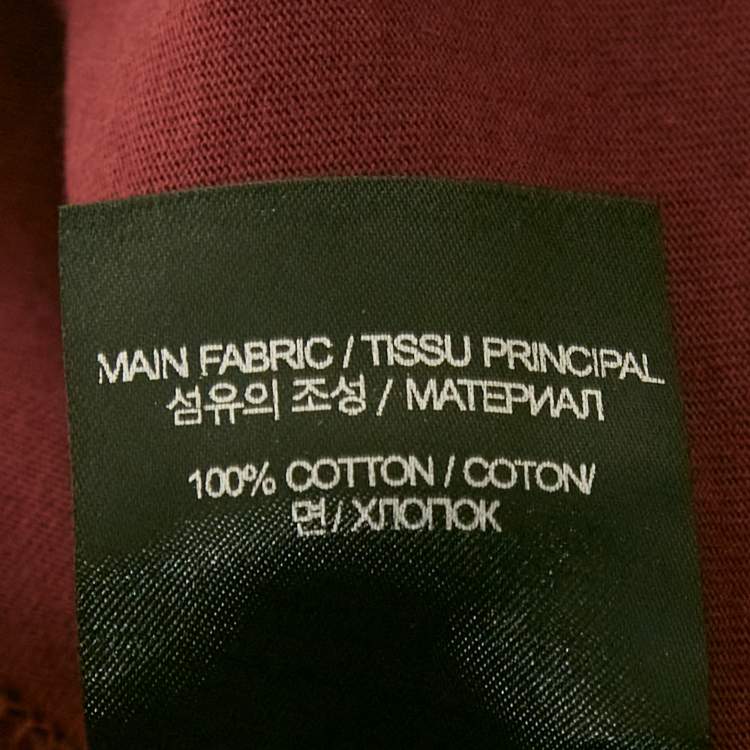 MAIN FABRIC / TISSU PRINCIPAL
섬유의 조성 / МАТЕРИАЛ
100% COTTON / COTON/
면 / ХЛОПОК